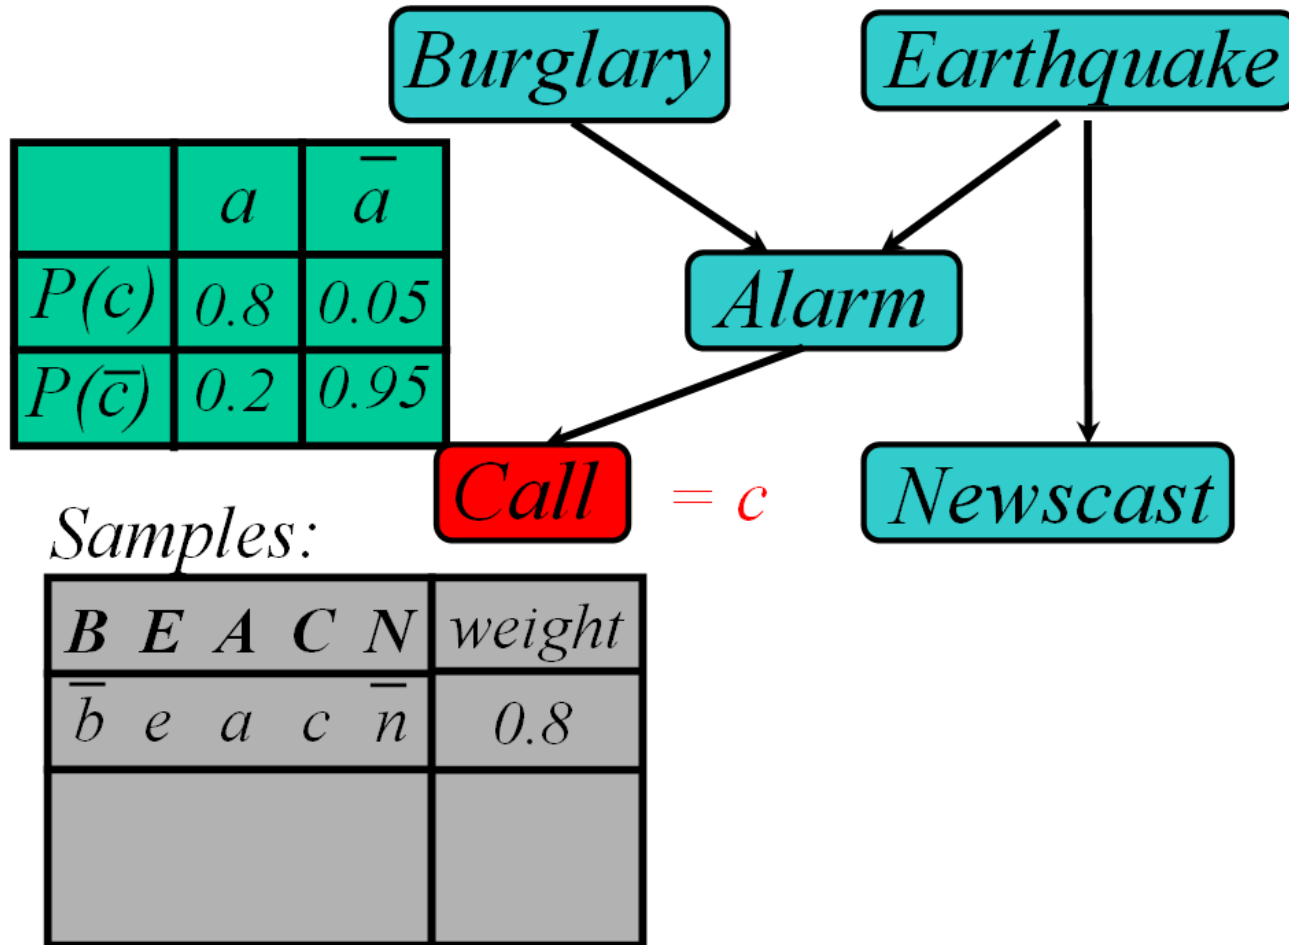 Burglary Earthquake
a a̅
Alarm
P(c) 0.8 0.05
P(c̅) 0.2 0.95
Call = c Newscast
Samples:
B E A C N weight
b̅ e a c n̅ 0.8